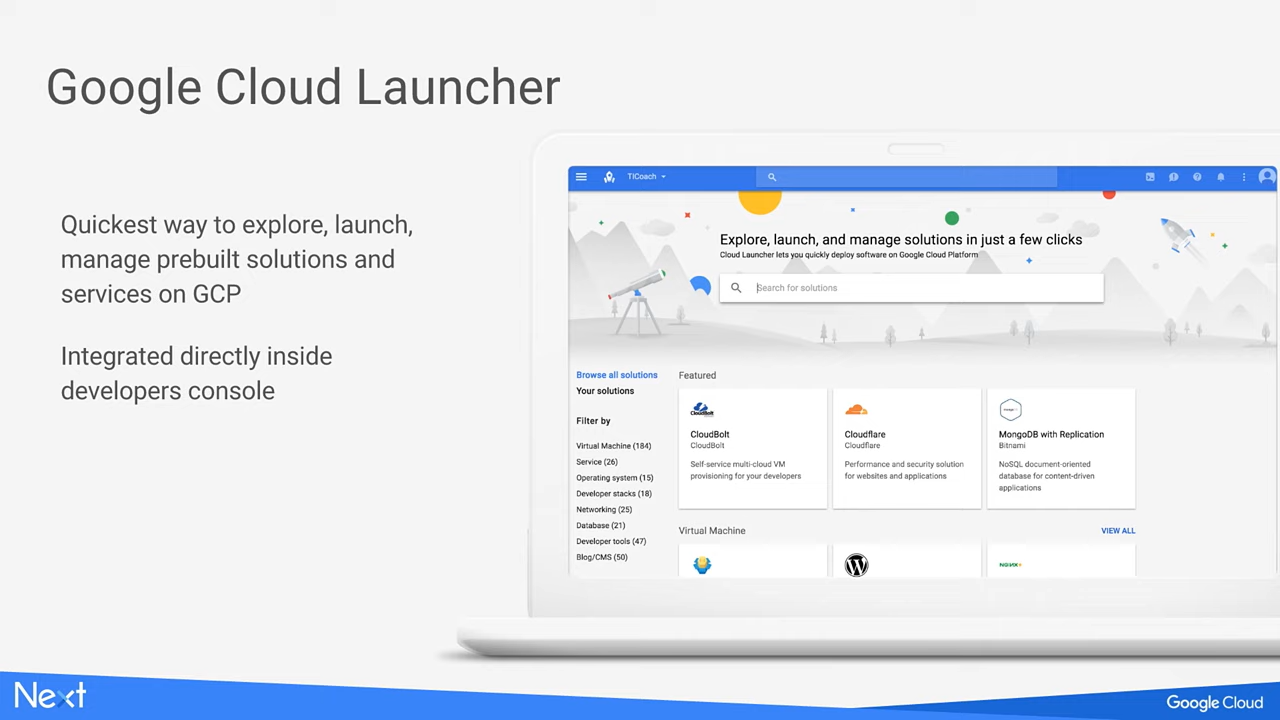 Google Cloud Launcher
Quickest way to explore, launch,
manage prebuilt solutions and
services on GCP
Integrated directly inside
developers console
TICoach
Explore, launch, and manage solutions in just a few clicks
Cloud Launcher lets you quickly deploy software on Google Cloud Platform
Search for solutions
Browse all solutions
Your solutions
Filter by
Virtual Machine (184)
Service (26)
Operating system (15)
Developer stacks (18)
Networking (25)
Database (21)
Developer tools (47)
Blog/CMS (50)
Featured
CloudBolt
CloudBolt
CloudBolt
Self-service multi-cloud VM
provisioning for your developers
Cloudflare
Cloudflare
Performance and security solution
for websites and applications
MongoDB with Replication
Bitnami
NoSQL document-oriented
database for content-driven
applications
Virtual Machine
VIEW ALL
NGINX+
Next
Google Cloud